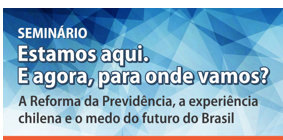 SEMINÁRIO
Estamos aqui.
E agora, para onde vamos?
A Reforma da Previdência, a experiência
chilena e o medo do futuro do Brasil